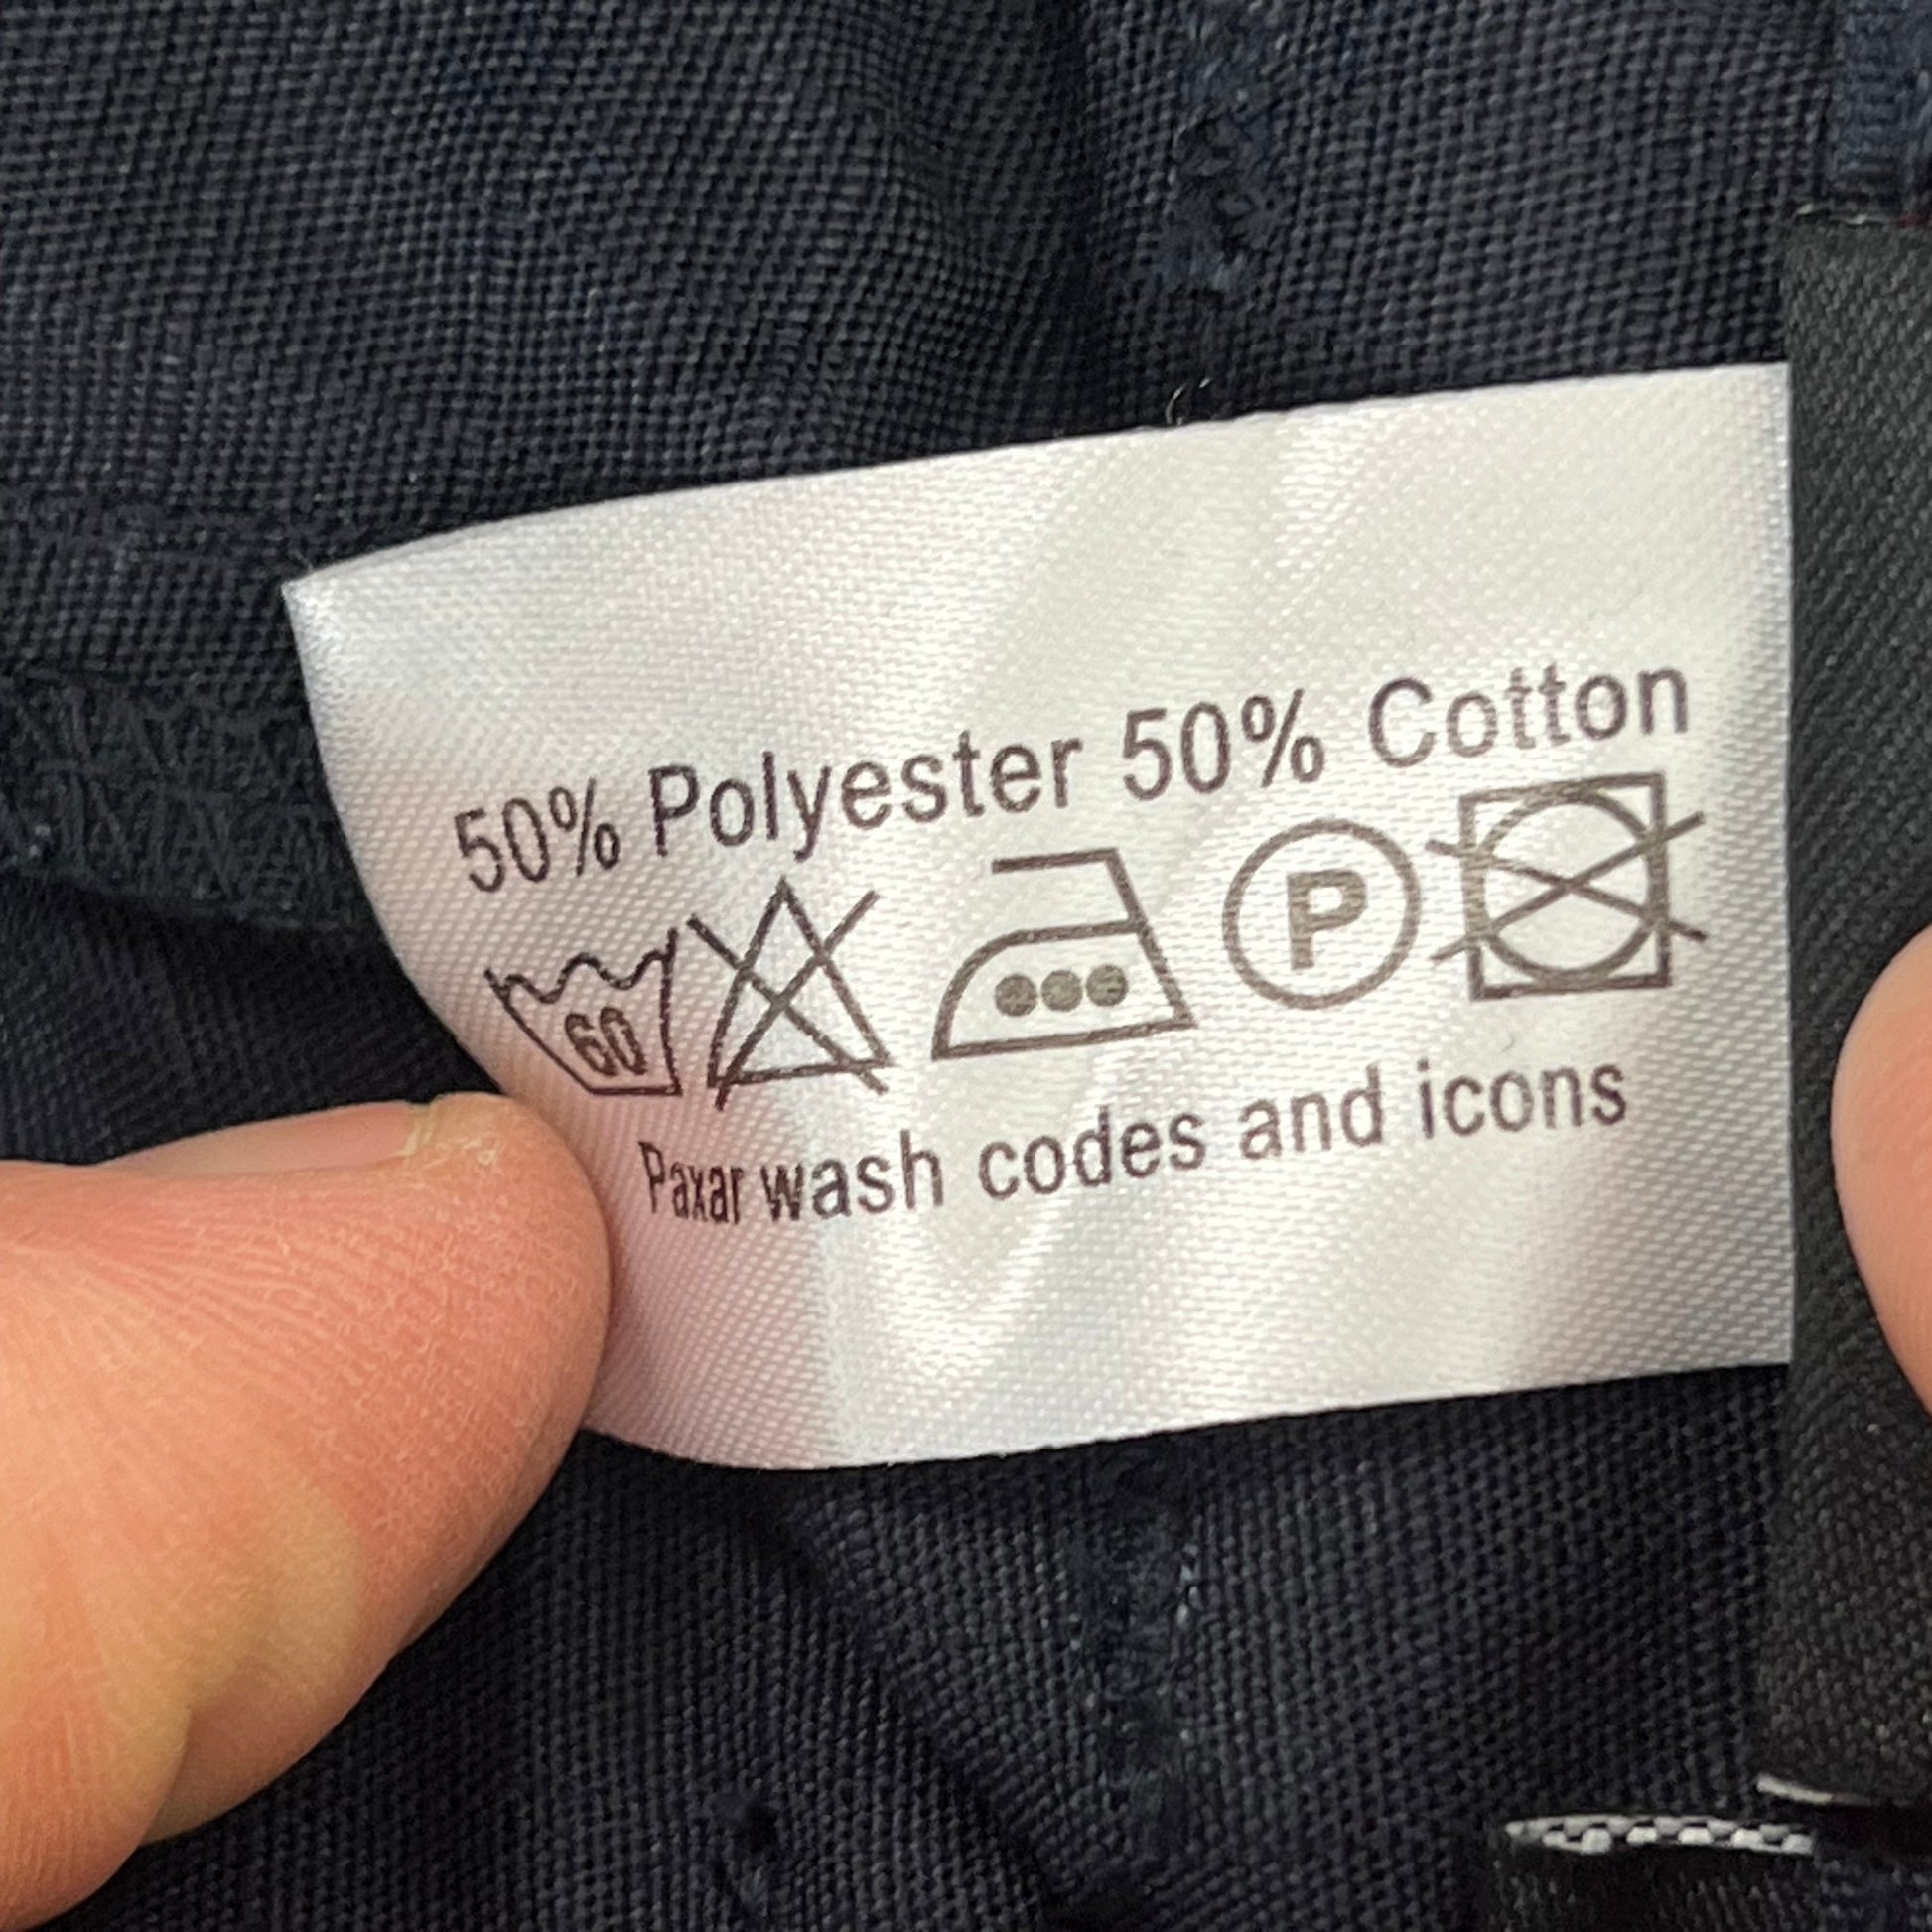 50% Polyester 50% Cotton
60 P
Paxar wash codes and icons